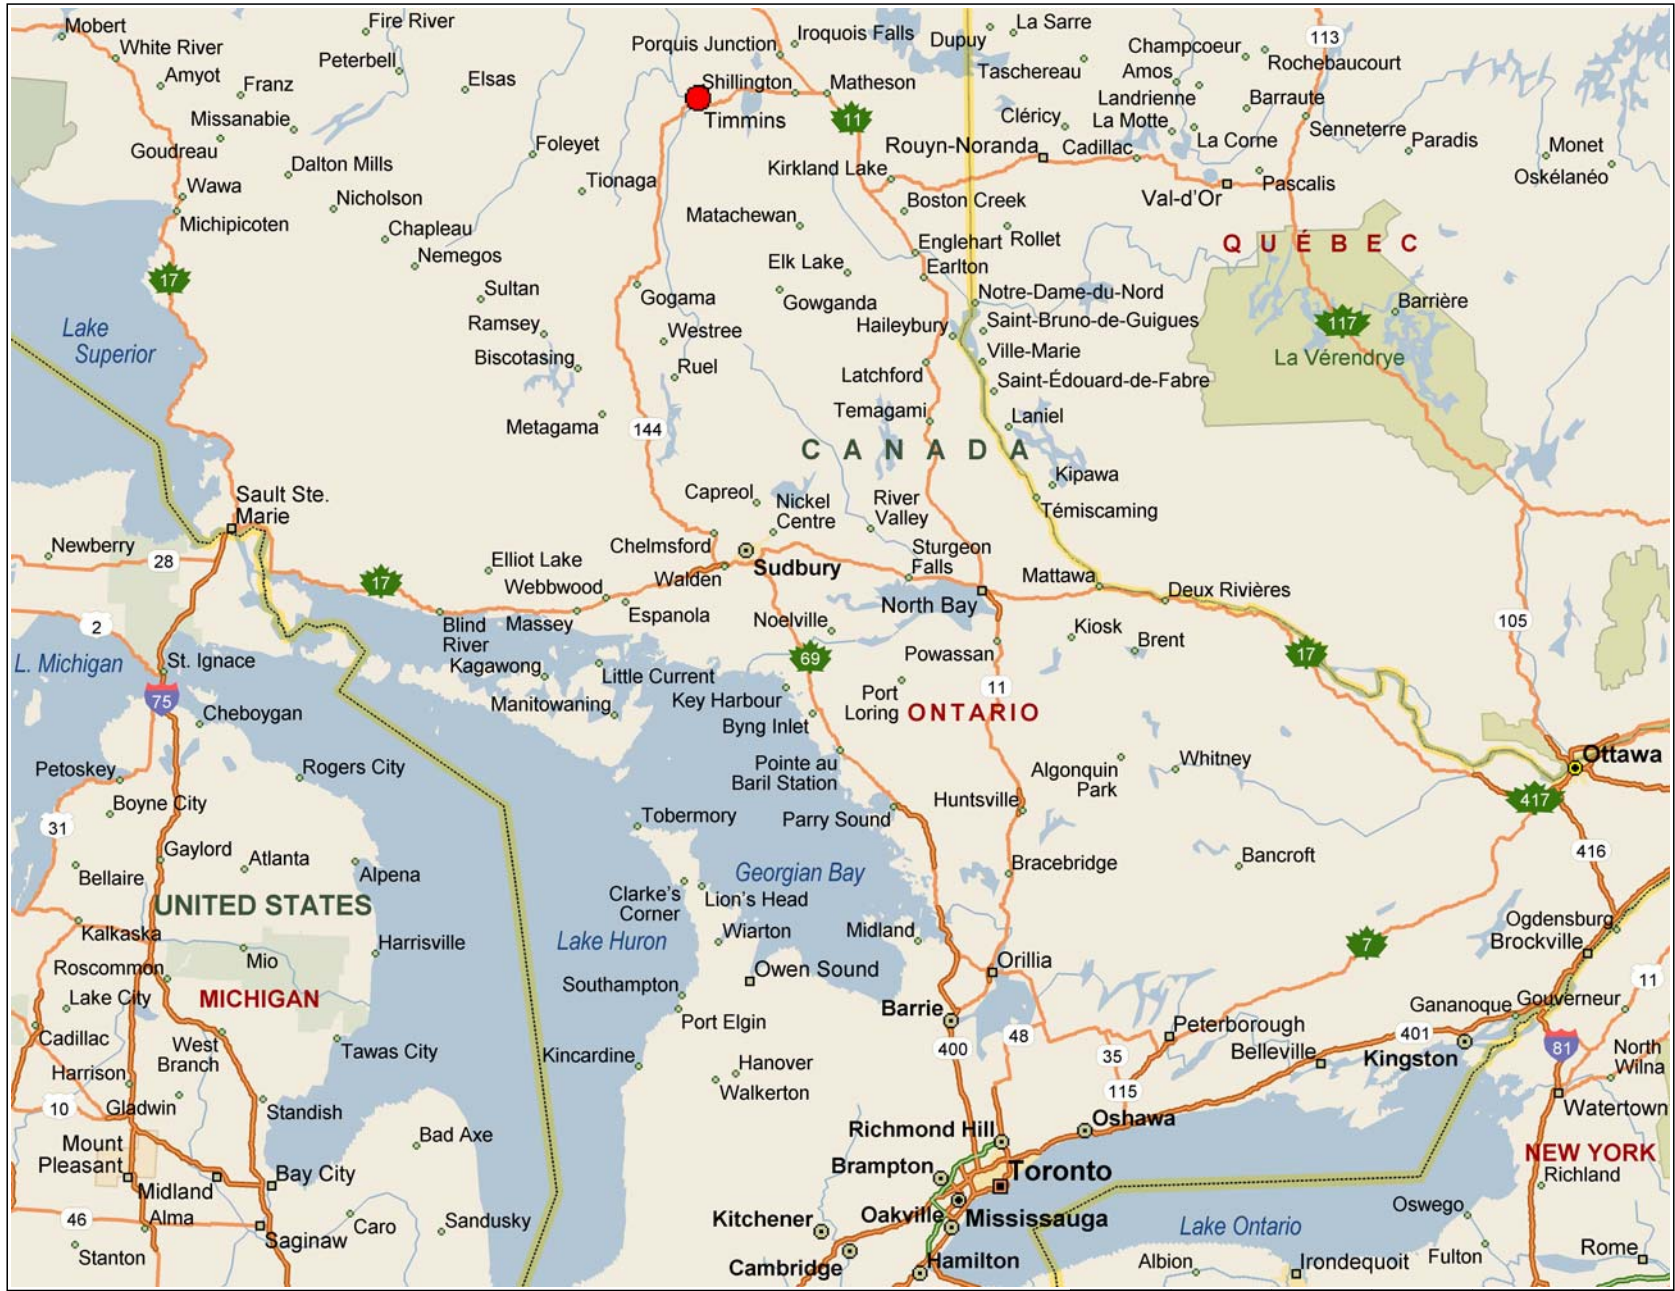 Mobert
Fire River
La Sarre
White River
Porquis Junction
Iroquois Falls
Dupuy
113
Champcoeur
Peterbell
Rochebaucourt
Amyot
Franz
Elsas
Shillington
Matheson
Taschereau
Amos
Landrienne
Barraute
Missanabie
Timmins
11
Cléricy
La Motte
Senneterre
Goudreau
Foleyet
Rouyn-Noranda
Cadillac
La Corne
Paradis
Monet
Dalton Mills
Kirkland Lake
Oskélanéo
Wawa
Tionaga
Pascalis
Nicholson
Val-d'Or
Michipicoten
Matachewan
Boston Creek
Chapleau
Englehart
Rollet
QUÉBEC
Nemegos
Elk Lake
Earlton
17
Sultan
Gogama
Gowganda
Notre-Dame-du-Nord
Barrière
Lake
Superior
Ramsey
Westree
Haileybury
Saint-Bruno-de-Guigues
117
Biscotasing
Ruel
Ville-Marie
La Vérendrye
Latchford
Saint-Édouard-de-Fabre
Metagama
144
Temagami
Laniel
CANADA
Kipawa
Sault Ste.
Marie
Capreol
Nickel
Centre
River
Valley
Témiscaming
Newberry
28
Elliot Lake
Chelmsford
Sturgeon
Falls
17
Webbwood
Walden
Sudbury
Mattawa
Deux Rivières
2
Blind
River
Massey
Espanola
Noelville
North Bay
Kiosk
Brent
105
L. Michigan
St. Ignace
Kagawong
Little Current
69
Powassan
17
75
Manitowaning
Key Harbour
Port
Loring
11
ONTARIO
Cheboygan
Byng Inlet
Petoskey
Rogers City
Pointe au
Baril Station
Algonquin
Park
Whitney
Ottawa
Boyne City
Tobermory
Parry Sound
Huntsville
417
31
Gaylord
Atlanta
Bancroft
416
Bellaire
Alpena
Georgian Bay
Bracebridge
UNITED STATES
Clarke's
Corner
Lion's Head
Kalkaska
Harrisville
Lake Huron
Wiarton
Midland
7
Ogdensburg
Brockville
Roscommon
Mio
Owen Sound
Orillia
11
Lake City
MICHIGAN
Southampton
Barrie
Gananoque
Gouverneur
Cadillac
Port Elgin
Peterborough
401
West
Branch
Tawas City
Kincardine
400
48
35
Belleville
Kingston
81
North
Wilna
Harrison
Hanover
Walkerton
115
10
Gladwin
Standish
Oshawa
Watertown
Mount
Pleasant
Bad Axe
Richmond Hill
NEW YORK
Midland
Bay City
Brampton
Toronto
Richland
46
Alma
Caro
Sandusky
Kitchener
Oakville
Mississauga
Lake Ontario
Oswego
Stanton
Saginaw
Cambridge
Hamilton
Albion
Irondequoit
Fulton
Rome